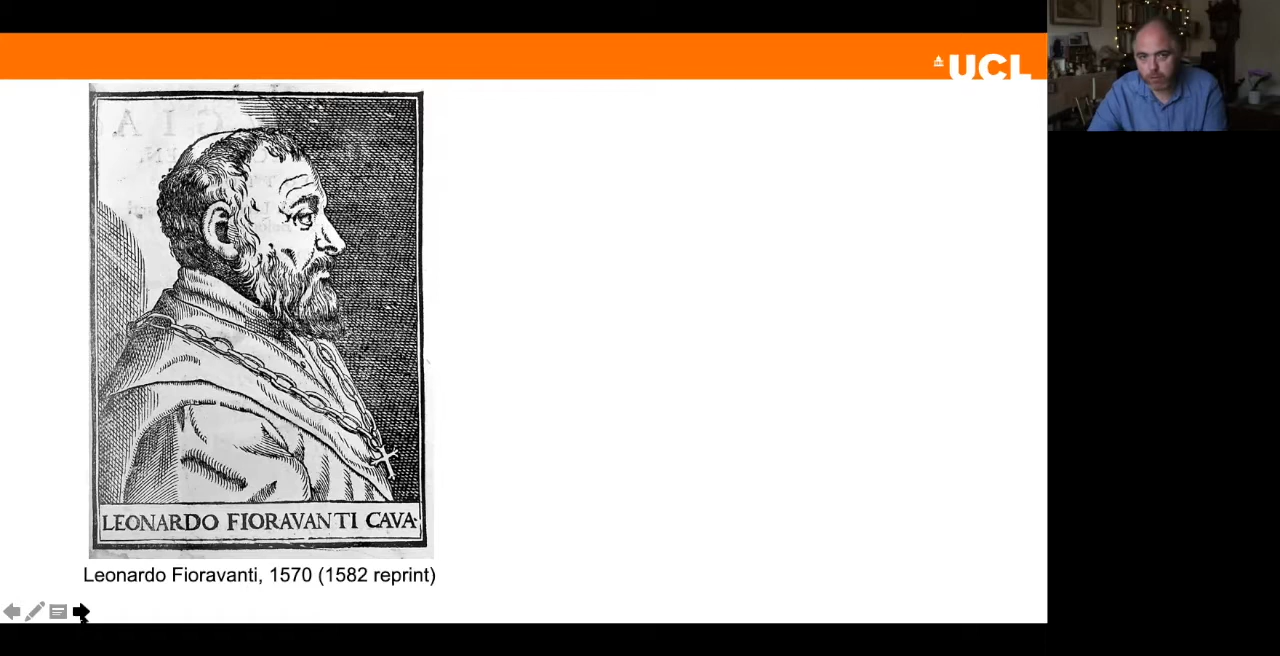 UCL
LEONARDO FIORAVANTI CAVA·
Leonardo Fioravanti, 1570 (1582 reprint)